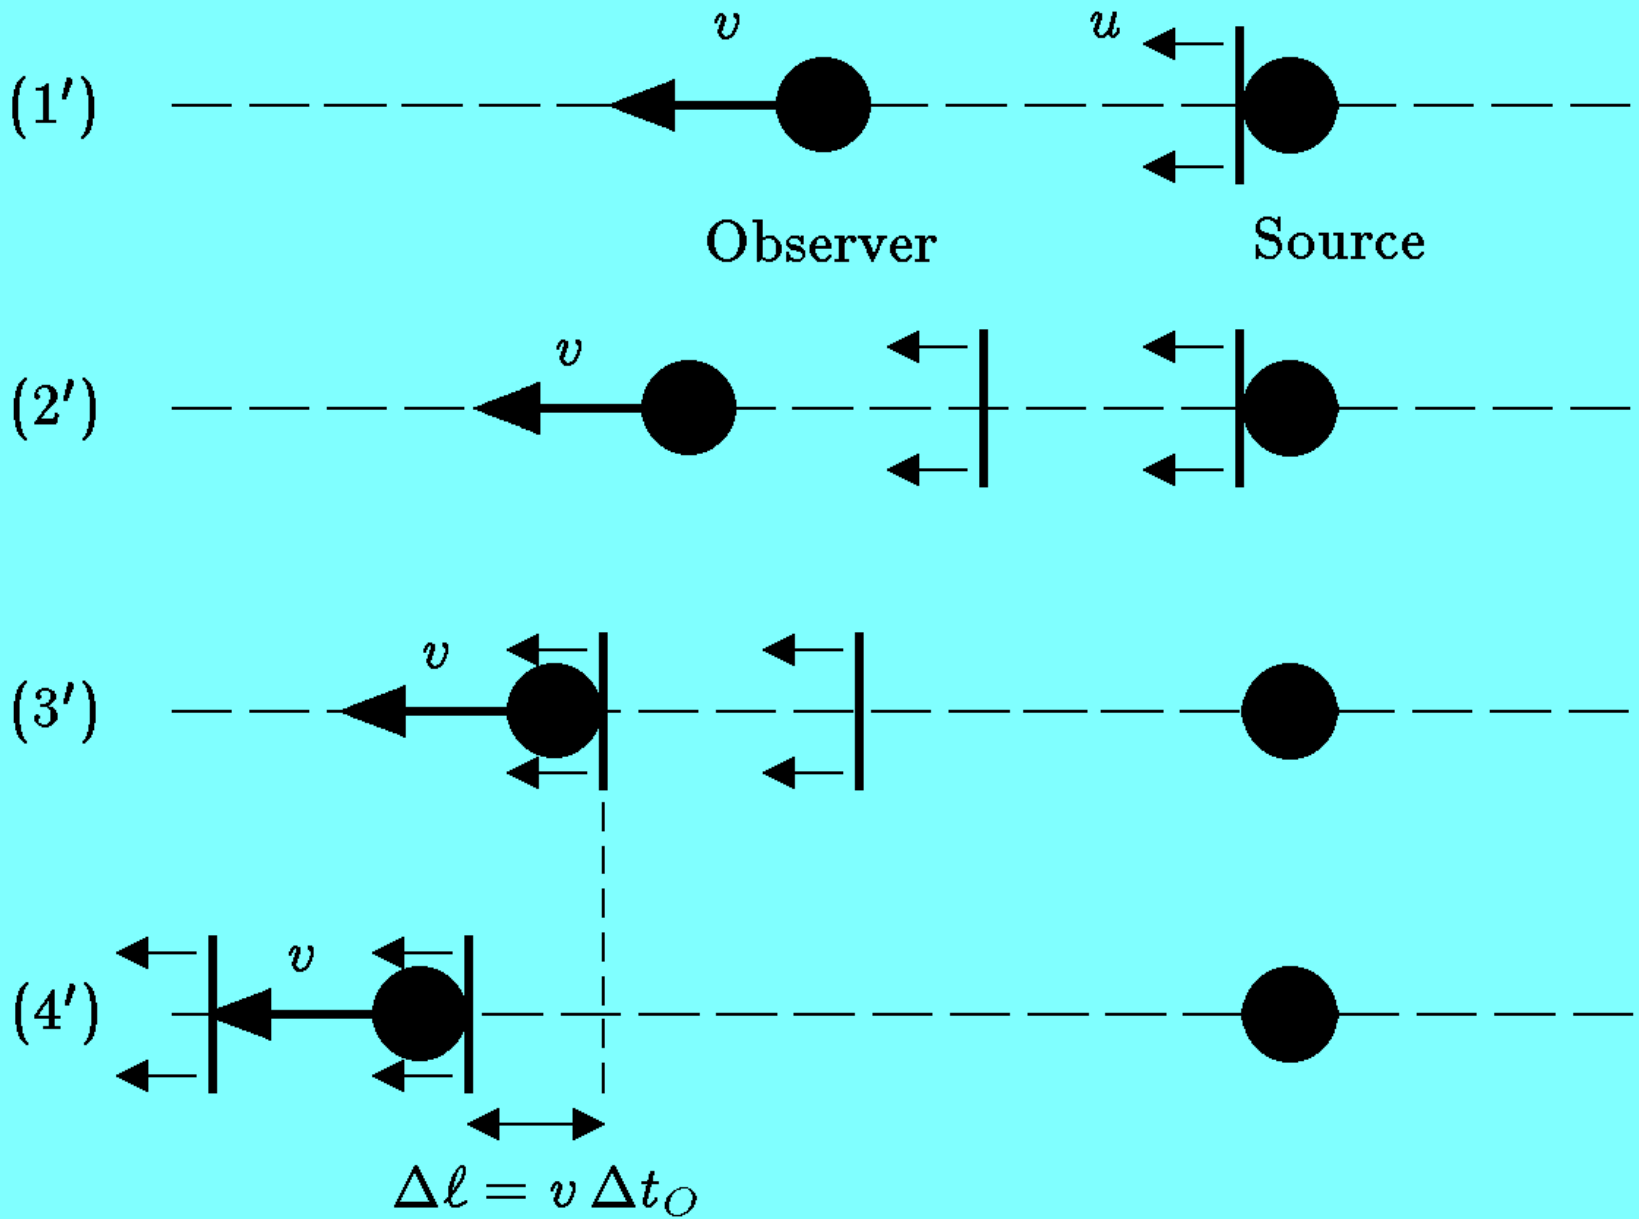 v u
(1′)
Observer Source
v
(2′)
v
(3′)
v
(4′)
Δℓ = v Δt_O